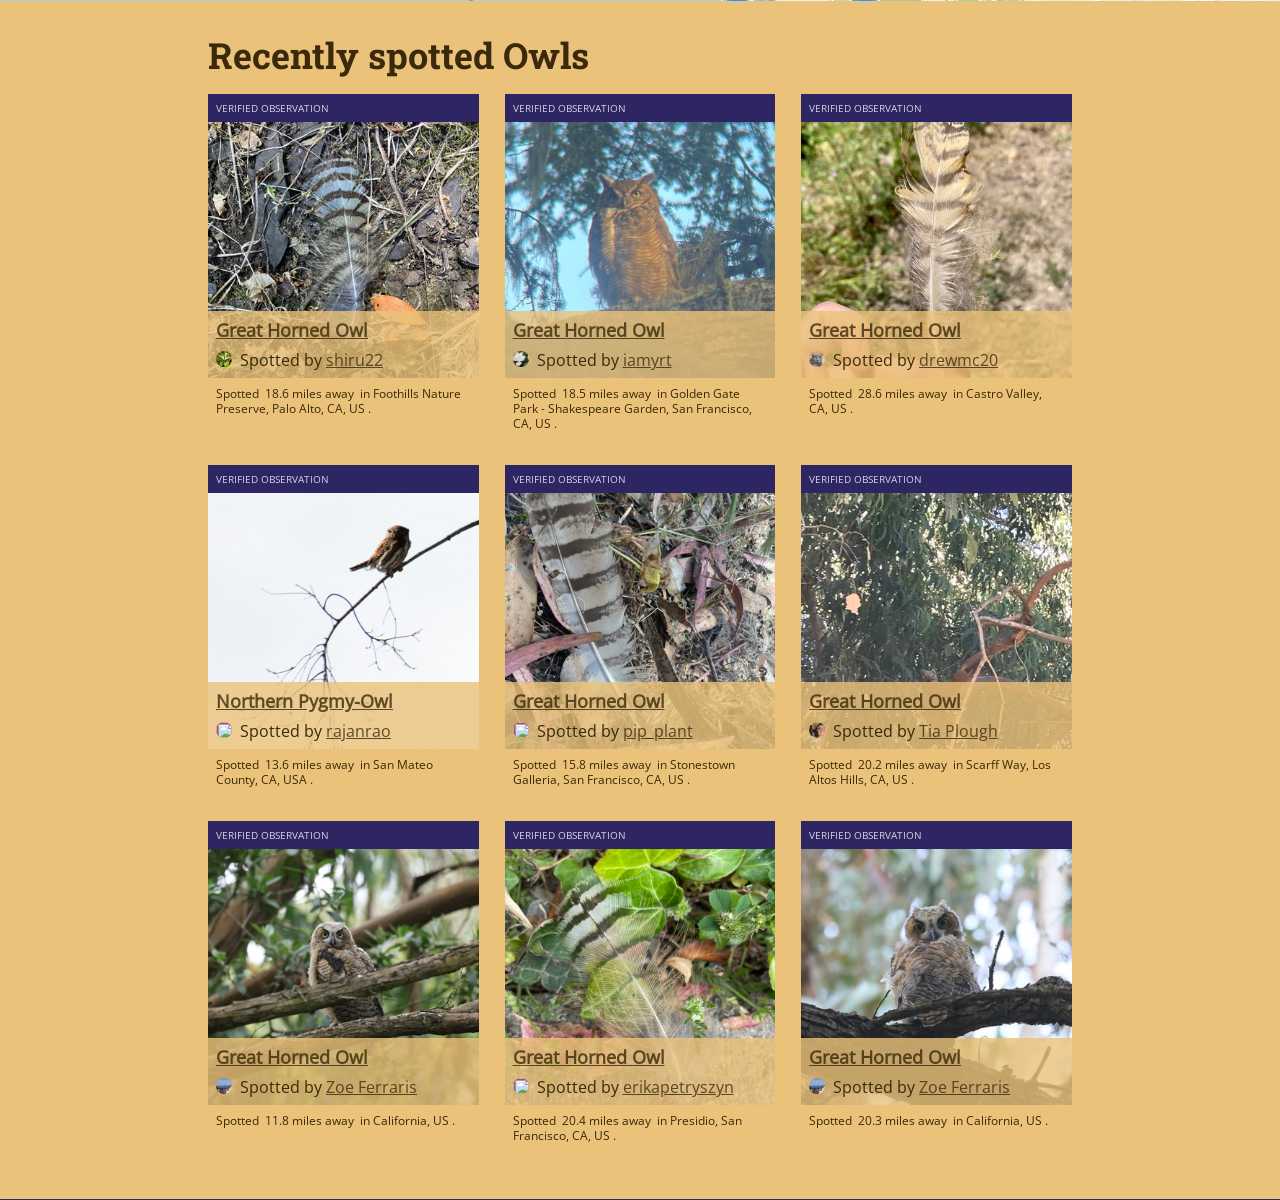 Recently spotted Owls
VERIFIED OBSERVATION
Great Horned Owl
Spotted by shiru22
Spotted 18.6 miles away in Foothills Nature
Preserve, Palo Alto, CA, US .
VERIFIED OBSERVATION
Great Horned Owl
Spotted by iamyrt
Spotted 18.5 miles away in Golden Gate
Park - Shakespeare Garden, San Francisco,
CA, US .
VERIFIED OBSERVATION
Great Horned Owl
Spotted by drewmc20
Spotted 28.6 miles away in Castro Valley,
CA, US .
VERIFIED OBSERVATION
Northern Pygmy-Owl
Spotted by rajanrao
Spotted 13.6 miles away in San Mateo
County, CA, USA .
VERIFIED OBSERVATION
Great Horned Owl
Spotted by pjp_plant
Spotted 15.8 miles away in Stonestown
Galleria, San Francisco, CA, US .
VERIFIED OBSERVATION
Great Horned Owl
Spotted by Tia Plough
Spotted 20.2 miles away in Scarff Way, Los
Altos Hills, CA, US .
VERIFIED OBSERVATION
Great Horned Owl
Spotted by Zoe Ferraris
Spotted 11.8 miles away in California, US .
VERIFIED OBSERVATION
Great Horned Owl
Spotted by erikapetryszyn
Spotted 20.4 miles away in Presidio, San
Francisco, CA, US .
VERIFIED OBSERVATION
Great Horned Owl
Spotted by Zoe Ferraris
Spotted 20.3 miles away in California, US .